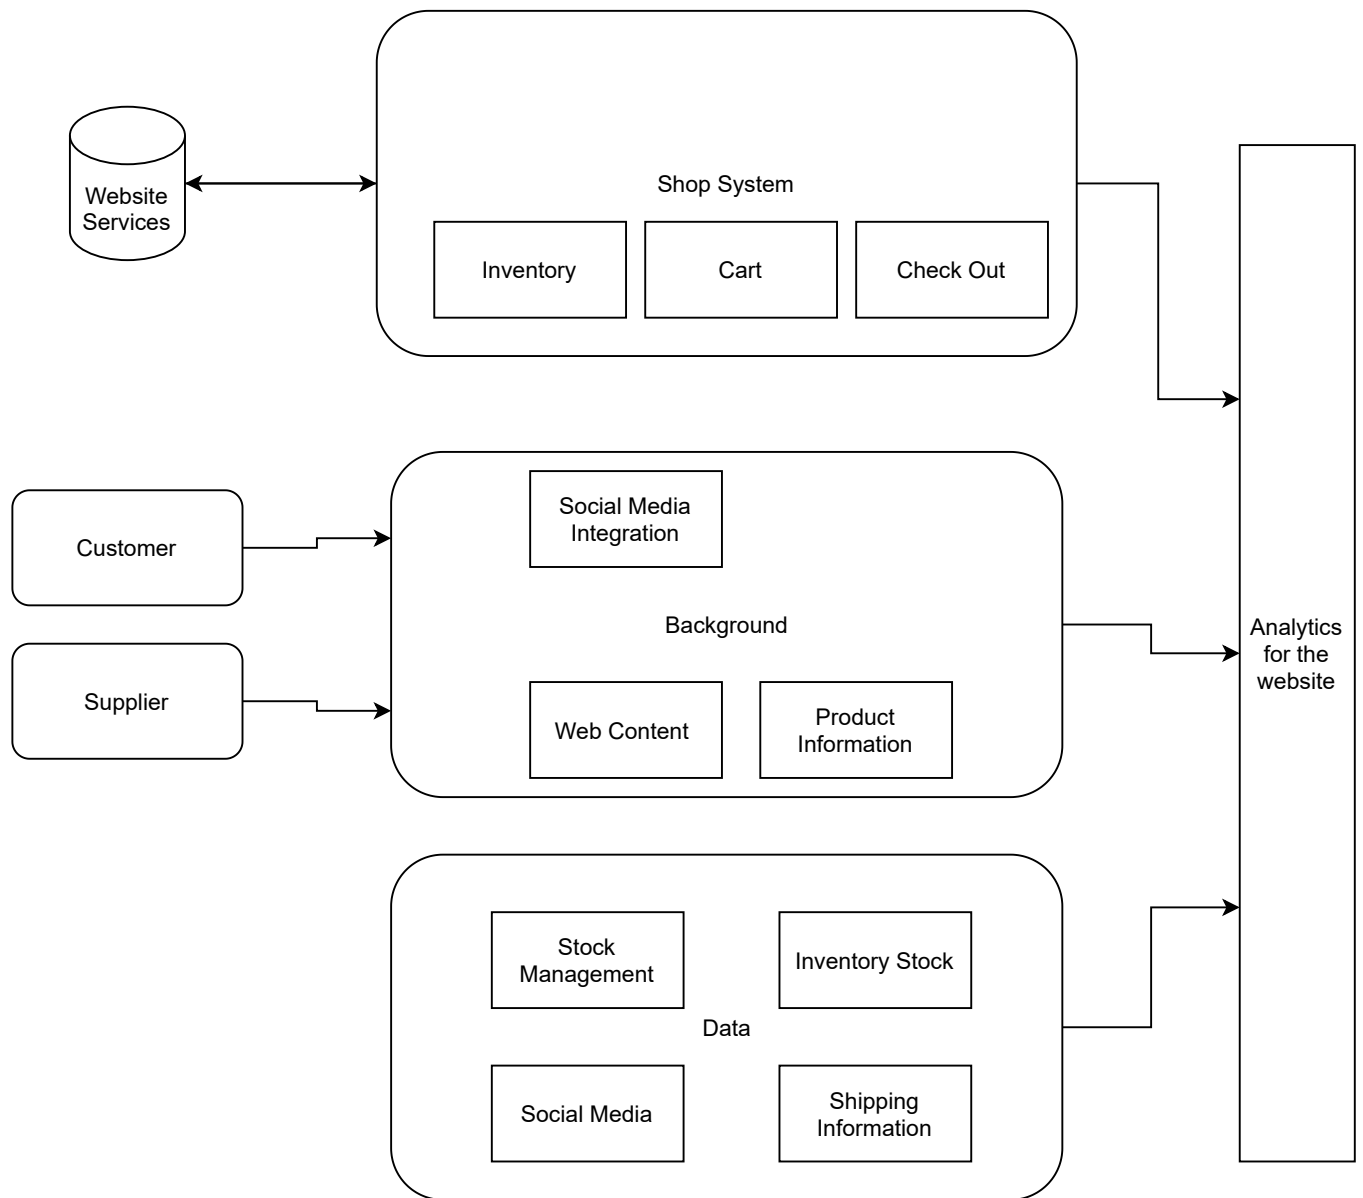 Website
Services
Shop System
Inventory
Cart
Check Out
Customer
Supplier
Social Media
Integration
Background
Web Content
Product
Information
Analytics
for the
website
Stock
Management
Inventory Stock
Data
Social Media
Shipping
Information